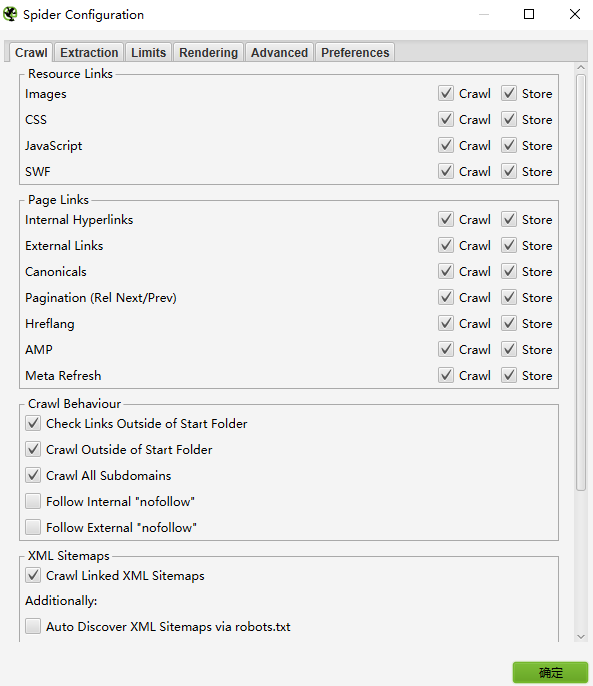 Spider Configuration
Crawl Extraction Limits Rendering Advanced Preferences
Resource Links
Images Crawl Store
CSS Crawl Store
JavaScript Crawl Store
SWF Crawl Store
Page Links
Internal Hyperlinks Crawl Store
External Links Crawl Store
Canonicals Crawl Store
Pagination (Rel Next/Prev) Crawl Store
Hreflang Crawl Store
AMP Crawl Store
Meta Refresh Crawl Store
Crawl Behaviour
Check Links Outside of Start Folder
Crawl Outside of Start Folder
Crawl All Subdomains
Follow Internal "nofollow"
Follow External "nofollow"
XML Sitemaps
Crawl Linked XML Sitemaps
Additionally:
Auto Discover XML Sitemaps via robots.txt
确定